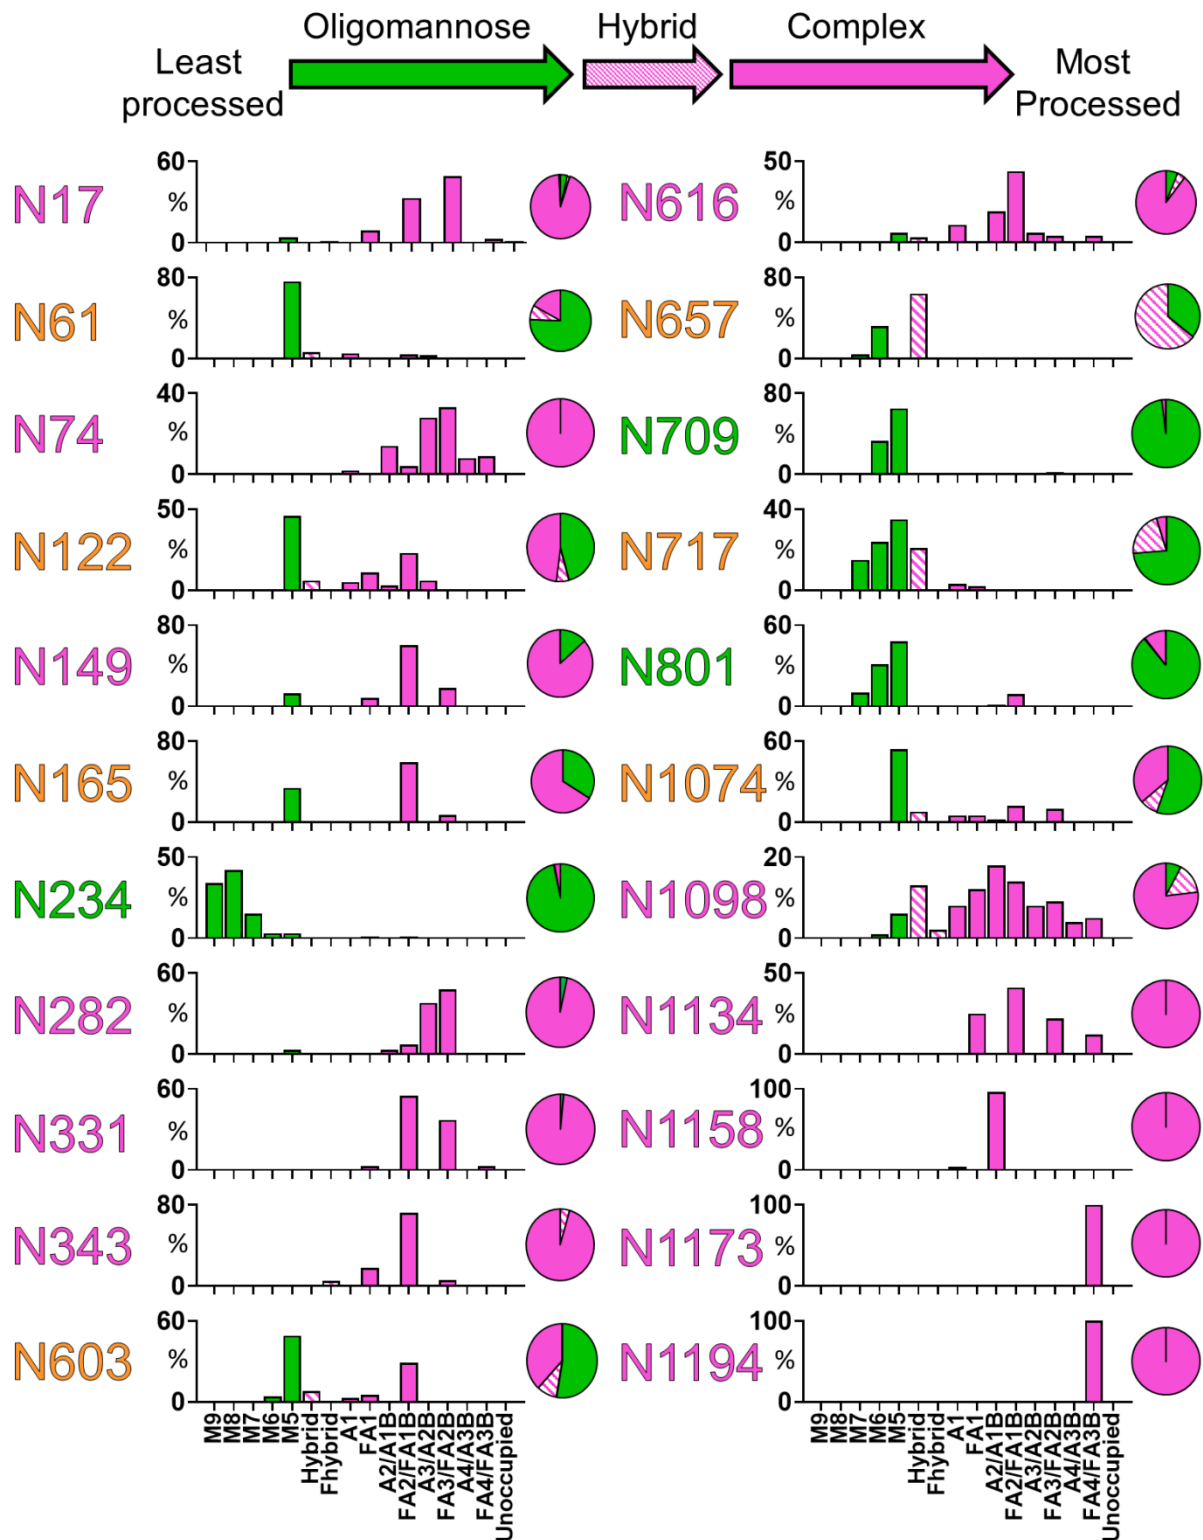 Oligomannose Hybrid Complex
Least processed
Most Processed
N17 60 % 0
N616 50 % 0
N61 80 % 0
N657 80 % 0
N74 40 % 0
N709 80 % 0
N122 50 % 0
N717 40 % 0
N149 80 % 0
N801 60 % 0
N165 80 % 0
N1074 60 % 0
N234 50 % 0
N1098 20 % 0
N282 60 % 0
N1134 50 % 0
N331 60 % 0
N1158 100 % 0
N343 80 % 0
N1173 100 % 0
N603 60 % 0
N1194 100 % 0
M9
M8
M7
M6
M5
Hybrid
Fhybrid
A1
FA1
A2/A1B
FA2/FA1B
A3/A2B
FA3/FA2B
A4/A3B
FA4/FA3B
Unoccupied
M9
M8
M7
M6
M5
Hybrid
Fhybrid
A1
FA1
A2/A1B
FA2/FA1B
A3/A2B
FA3/FA2B
A4/A3B
FA4/FA3B
Unoccupied